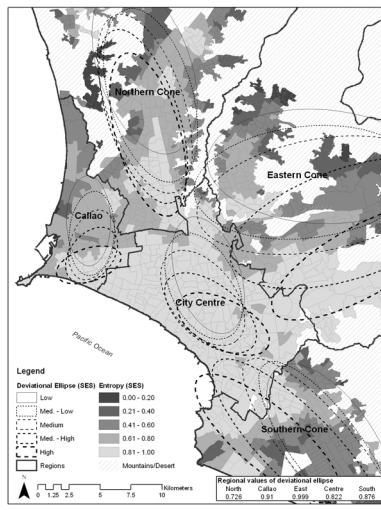 Northern Cone
Eastern Cone
Callao
City Centre
Pacific Ocean
Southern Cone
Legend
Deviational Ellipse (SES)
Low
Med. - Low
Medium
Med. - High
High
Regions
Entropy (SES)
0.00 - 0.20
0.21 - 0.40
0.41 - 0.60
0.61 - 0.80
0.81 - 1.00
Mountains/Desert
N
0 1.25 2.5 5 7.5 10
Kilometers
Regional values of deviational ellipse
North Callao East Centre South
0.726 0.91 0.999 0.822 0.876